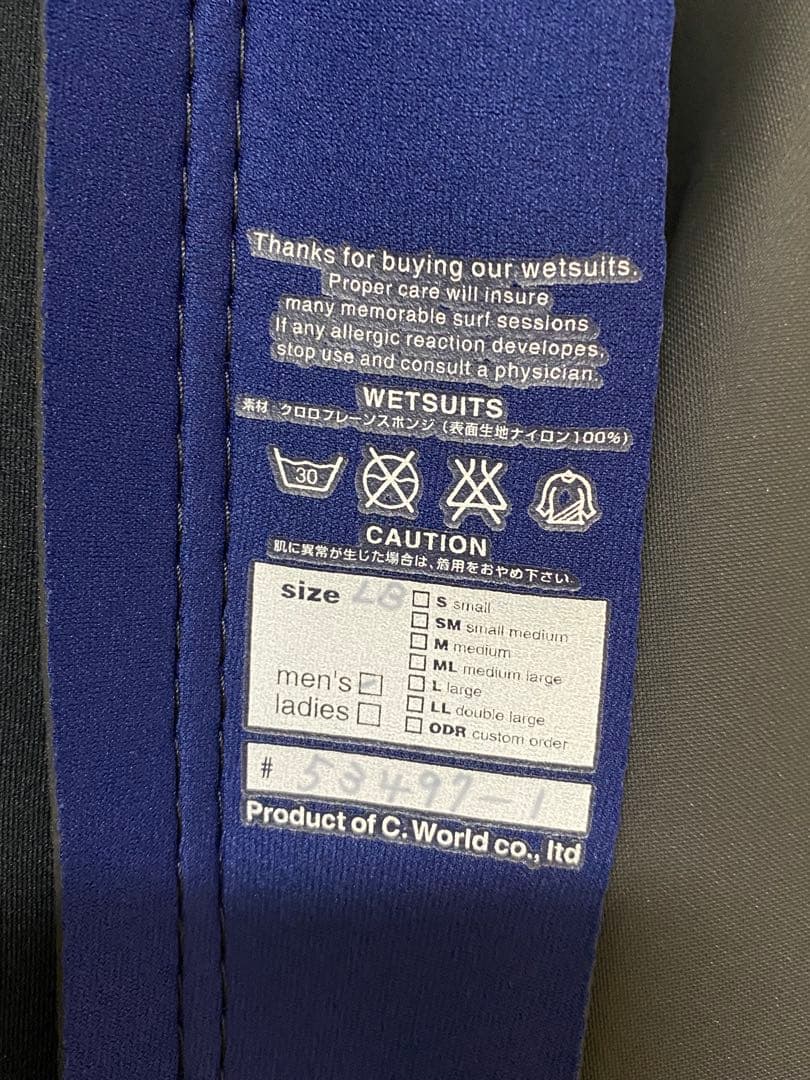 Thanks for buying our wetsuits.
Proper care will insure
many memorable surf sessions
If any allergic reaction developes,
stop use and consult a physician.
WETSUITS
素材:クロロプレーンスポンジ(表面生地ナイロン100%)
30
CAUTION
肌に異常が生じた場合は、着用をおやめ下さい.
size LB
S small
SM small medium
M medium
ML medium large
men's
L large
ladies
LL double large
ODR custom order
# 53497-1
Product of C. World co., ltd